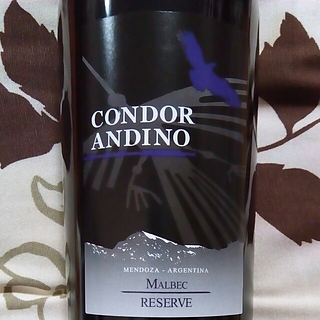 CONDOR
ANDINO
MENDOZA - ARGENTINA
MALBEC
RESERVE